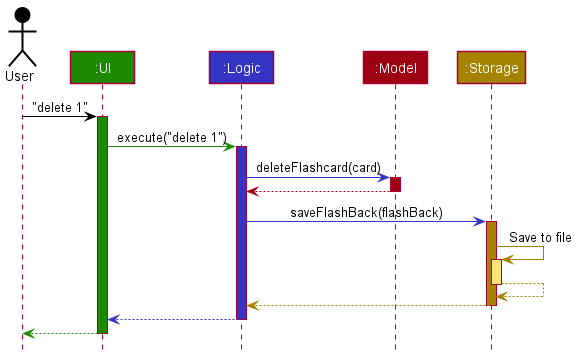 User
:UI
:Logic
:Model
:Storage
"delete 1"
execute("delete 1")
deleteFlashcard(card)
saveFlashBack(flashBack)
Save to file